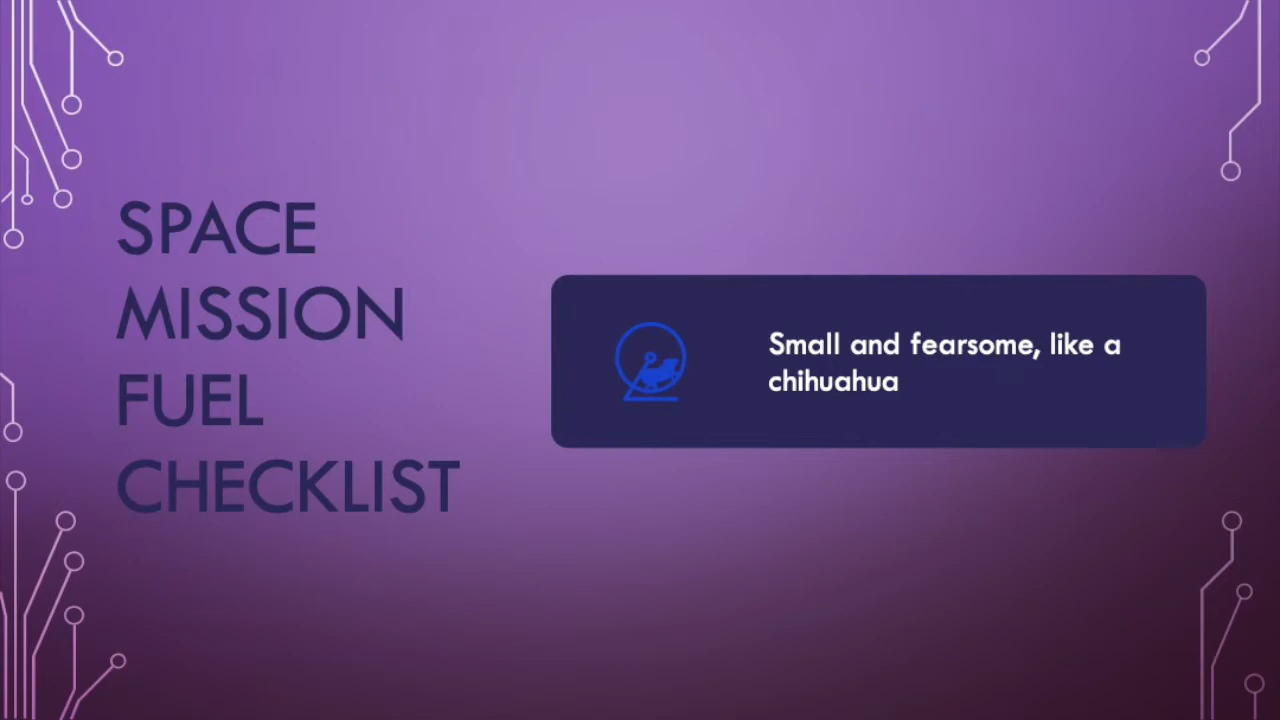 SPACE
MISSION
FUEL
CHECKLIST
Small and fearsome, like a
chihuahua